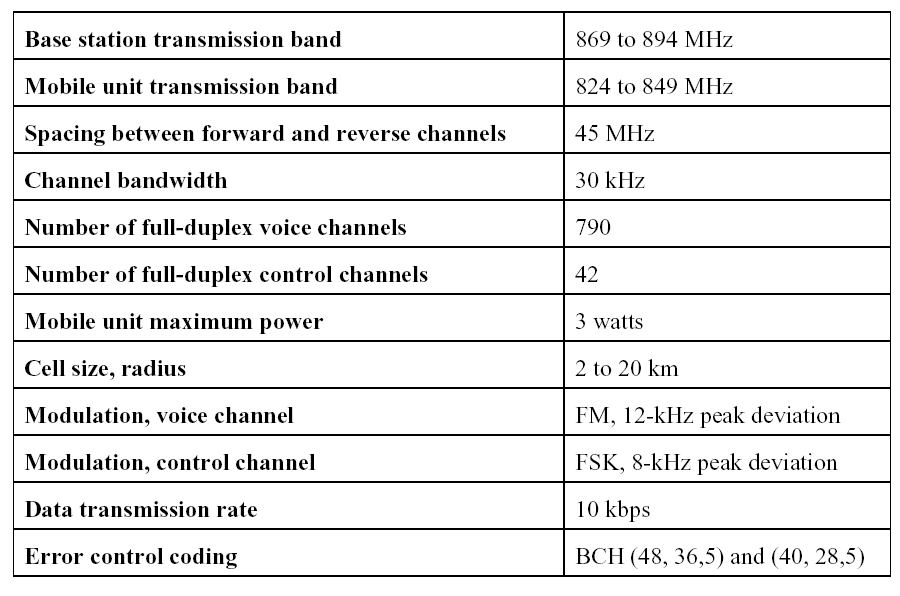 Base station transmission band 869 to 894 MHz
Mobile unit transmission band 824 to 849 MHz
Spacing between forward and reverse channels 45 MHz
Channel bandwidth 30 kHz
Number of full-duplex voice channels 790
Number of full-duplex control channels 42
Mobile unit maximum power 3 watts
Cell size, radius 2 to 20 km
Modulation, voice channel FM, 12-kHz peak deviation
Modulation, control channel FSK, 8-kHz peak deviation
Data transmission rate 10 kbps
Error control coding BCH (48, 36,5) and (40, 28,5)